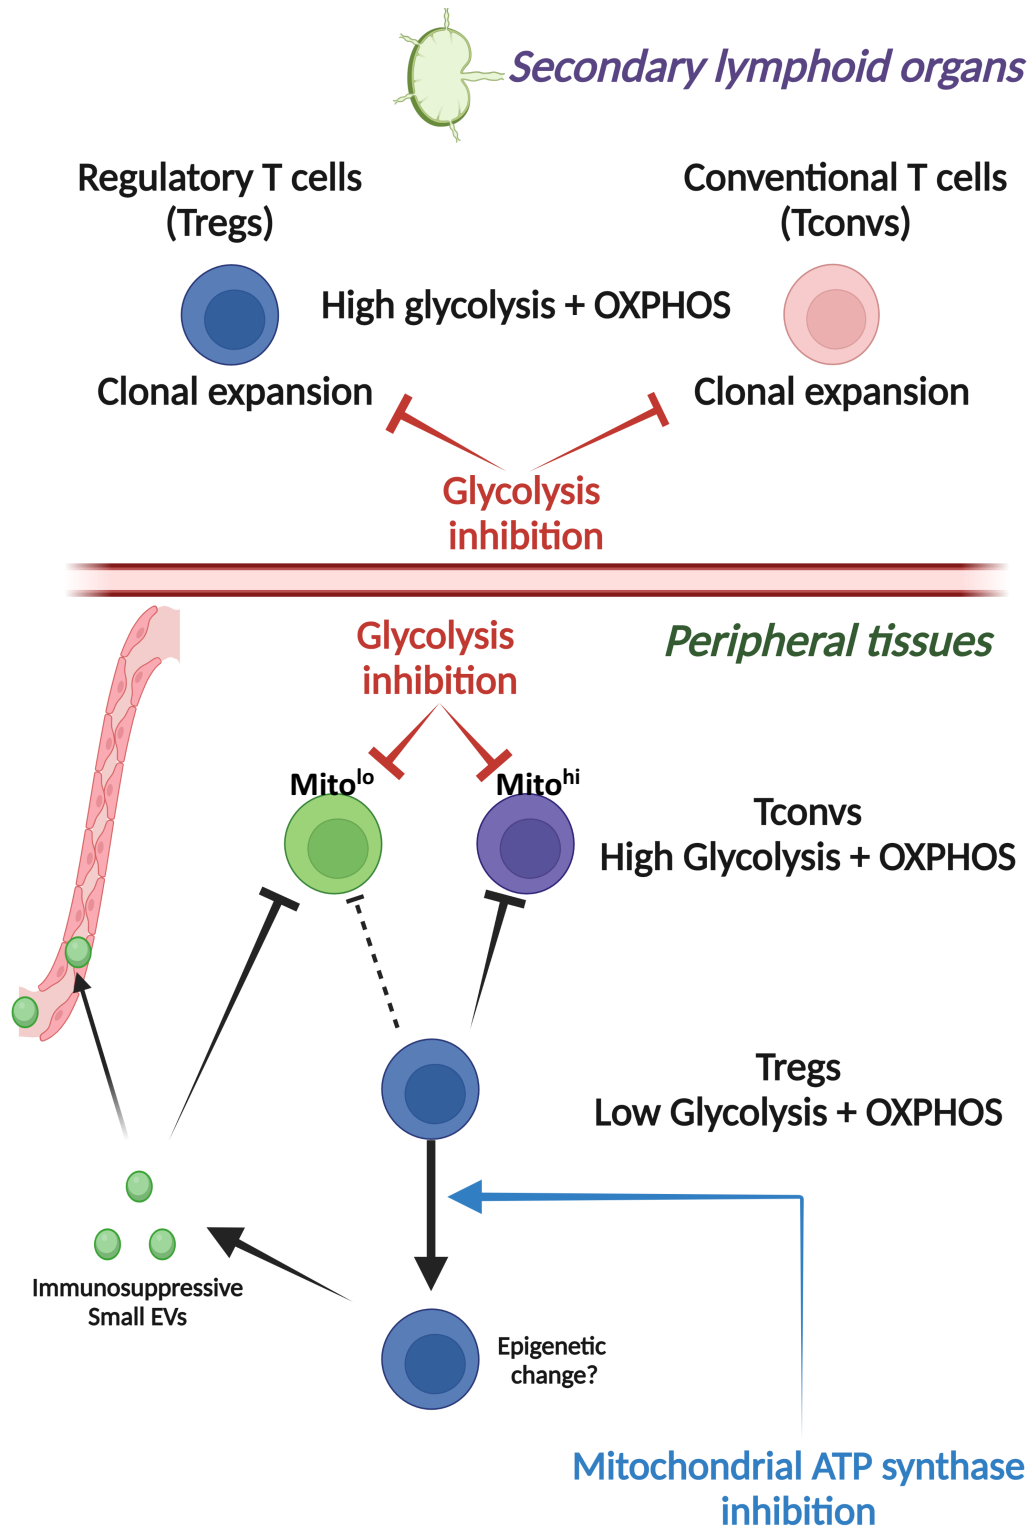 Secondary lymphoid organs
Regulatory T cells
(Tregs)
Conventional T cells
(Tconvs)
High glycolysis + OXPHOS
Clonal expansion
Clonal expansion
Glycolysis
inhibition
Glycolysis
inhibition
Peripheral tissues
Mitolo
Mitohi
Tconvs
High Glycolysis + OXPHOS
Tregs
Low Glycolysis + OXPHOS
Immunosuppressive
Small EVs
Epigenetic
change?
Mitochondrial ATP synthase
inhibition